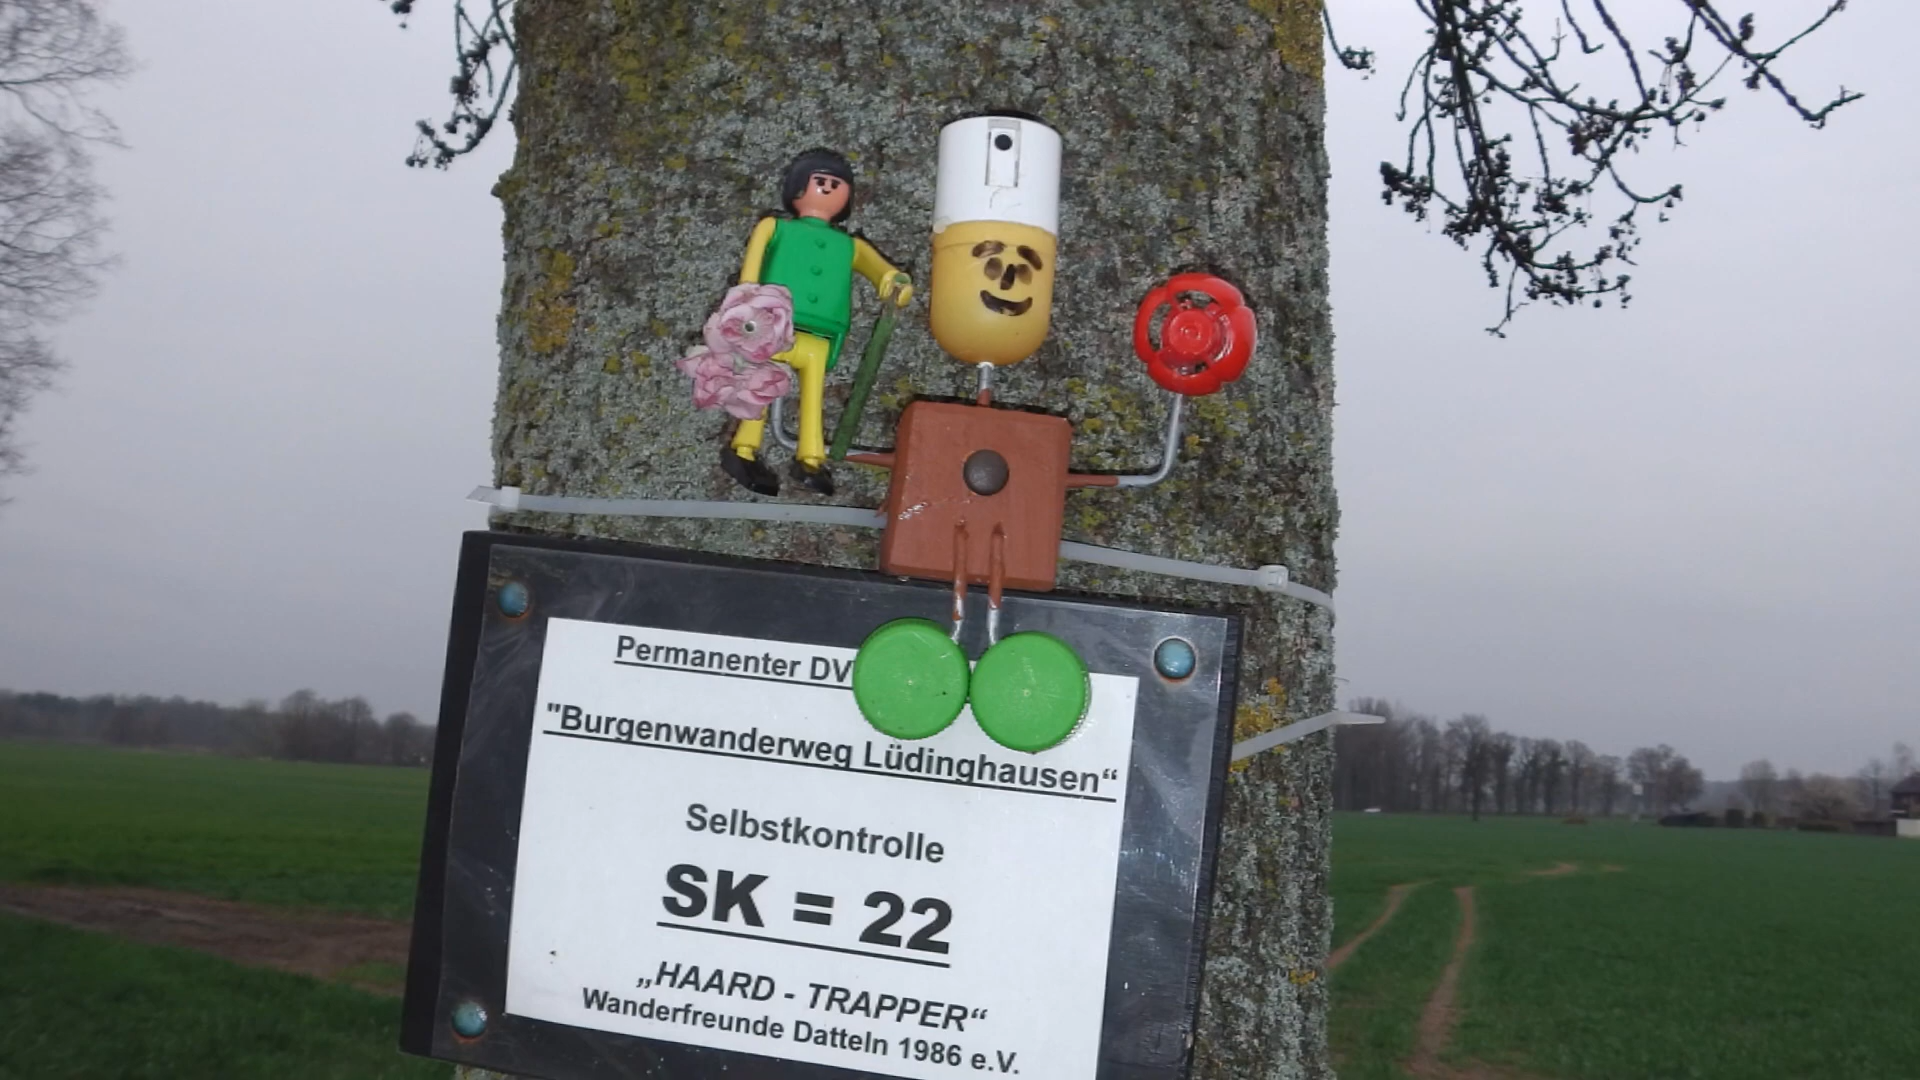 Permanenter DV
"Burgenwanderweg Lüdinghausen“
Selbstkontrolle
SK = 22
„HAARD - TRAPPER“
Wanderfreunde Datteln 1986 e.V.